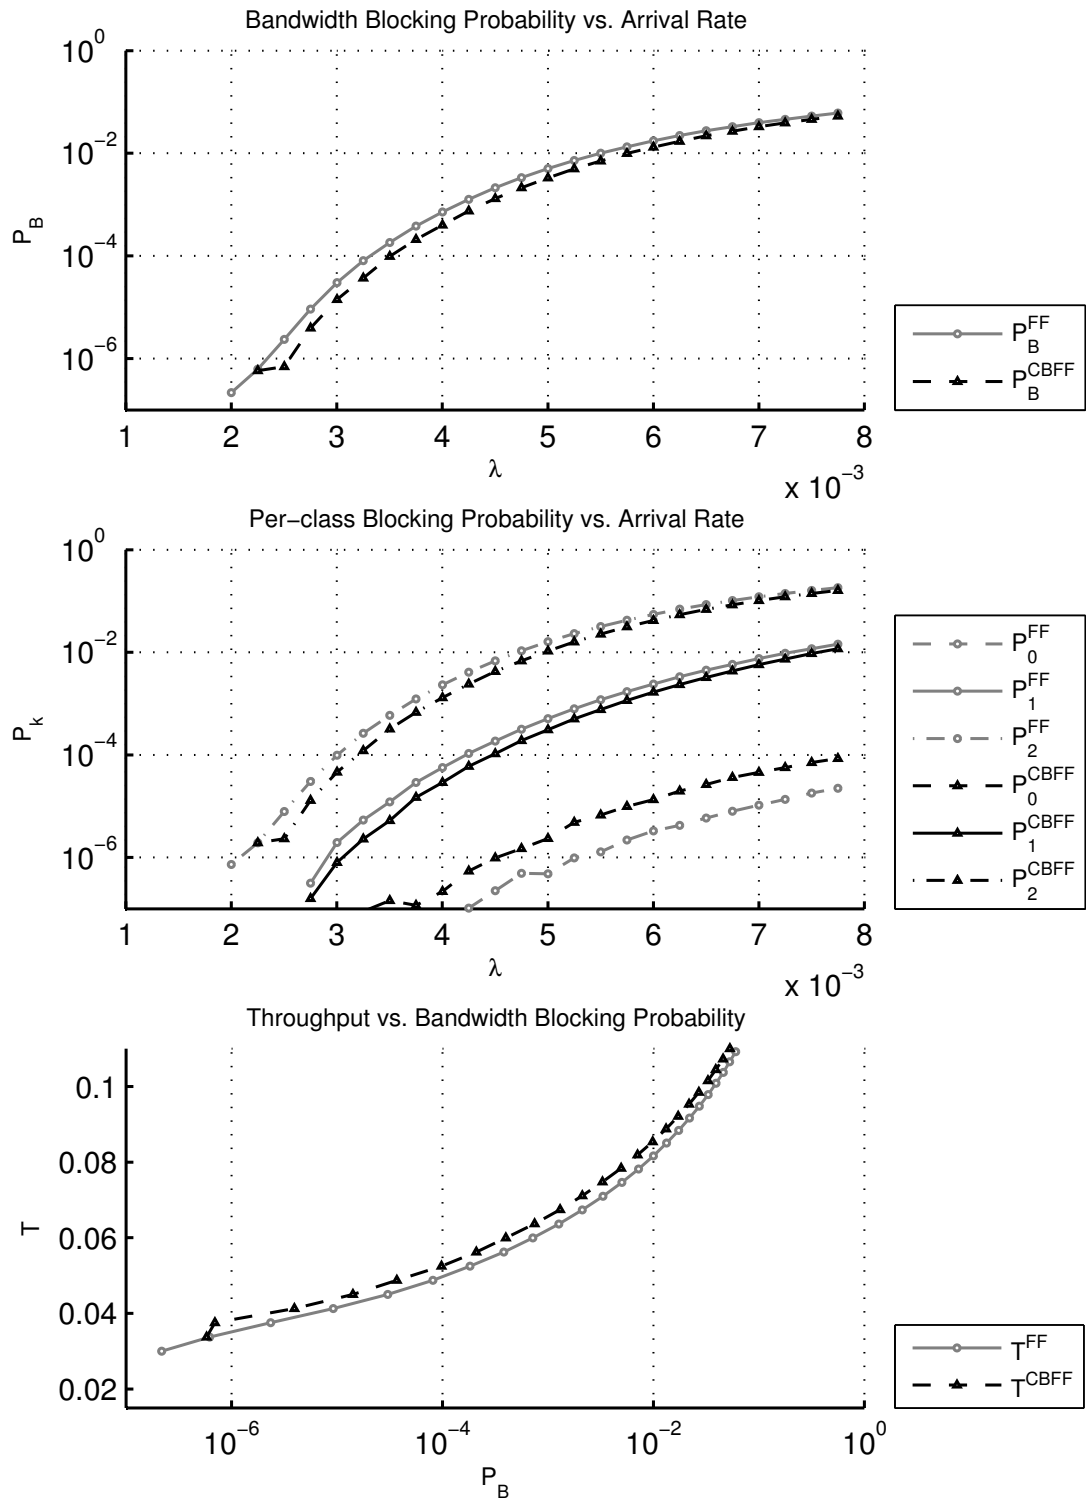 Bandwidth Blocking Probability vs. Arrival Rate
10^0
10^−2
10^−4
10^−6
P_B
1 2 3 4 5 6 7 8
λ
x 10^−3
P_B^FF
P_B^CBFF
Per−class Blocking Probability vs. Arrival Rate
10^0
10^−2
10^−4
10^−6
P_k
1 2 3 4 5 6 7 8
λ
x 10^−3
P_0^FF
P_1^FF
P_2^FF
P_0^CBFF
P_1^CBFF
P_2^CBFF
Throughput vs. Bandwidth Blocking Probability
0.1
0.08
0.06
0.04
0.02
T
10^−6 10^−4 10^−2 10^0
P_B
T^FF
T^CBFF